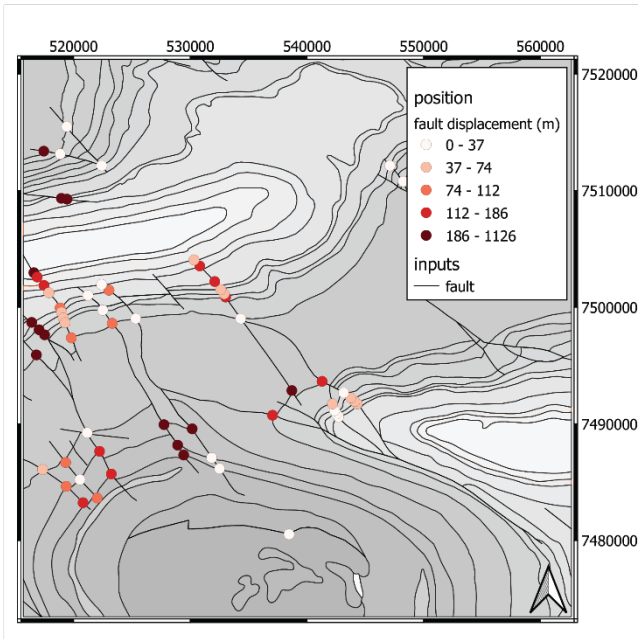 520000 530000 540000 550000 560000
7520000
position
fault displacement (m)
0 - 37
37 - 74
74 - 112
112 - 186
186 - 1126
inputs
fault
7510000
7500000
7490000
7480000